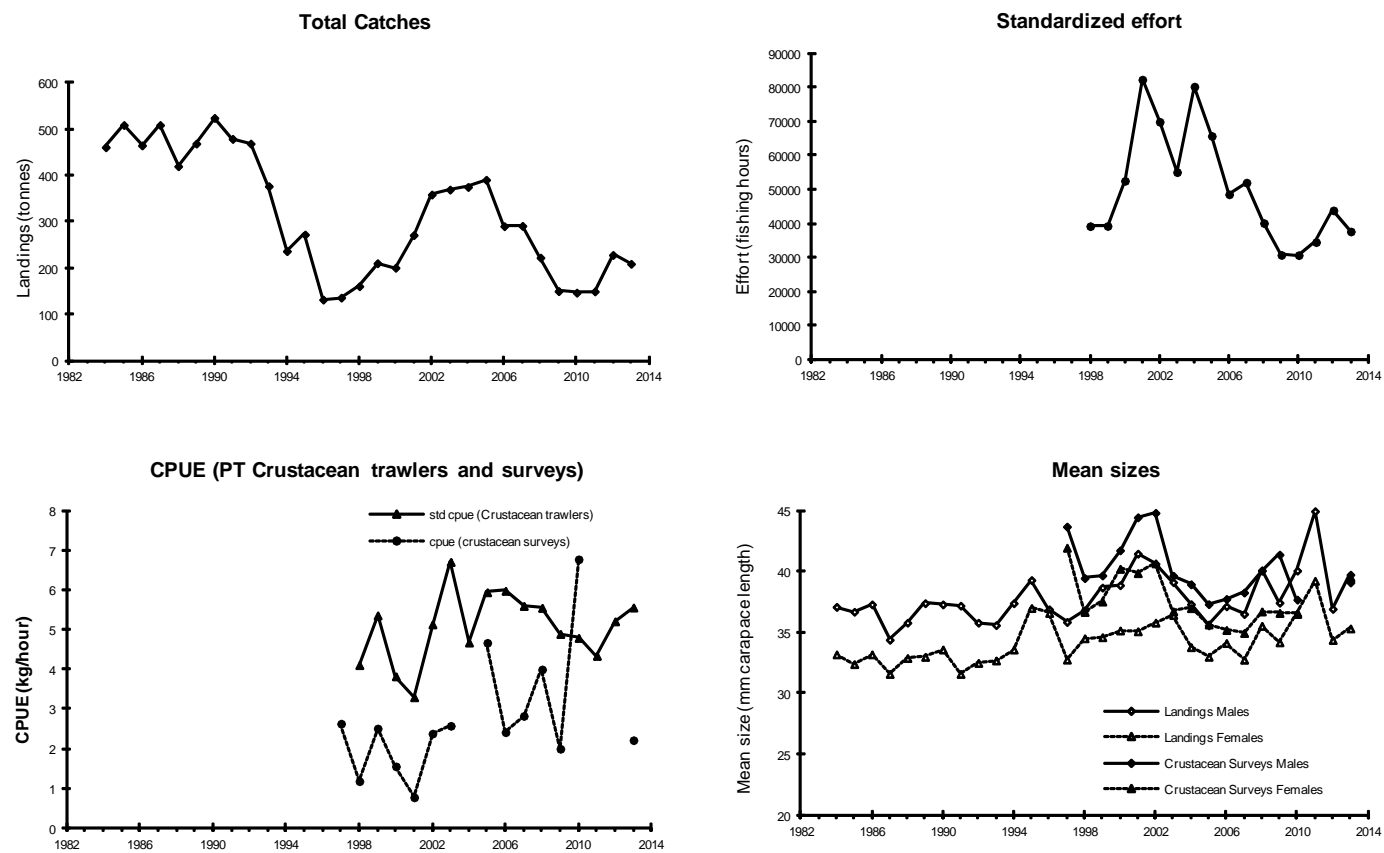 Total Catches
Landings (tonnes)
600
500
400
300
200
100
0
1982 1986 1990 1994 1998 2002 2006 2010 2014
Standardized effort
Effort (fishing hours)
90000
80000
70000
60000
50000
40000
30000
20000
10000
0
1982 1986 1990 1994 1998 2002 2006 2010 2014
CPUE (PT Crustacean trawlers and surveys)
CPUE (kg/hour)
8
7
6
5
4
3
2
1
0
std cpue (Crustacean trawlers)
cpue (crustacean surveys)
1982 1986 1990 1994 1998 2002 2006 2010 2014
Mean sizes
Mean size (mm carapace length)
45
40
35
30
25
20
Landings Males
Landings Females
Crustacean Surveys Males
Crustacean Surveys Females
1982 1986 1990 1994 1998 2002 2006 2010 2014